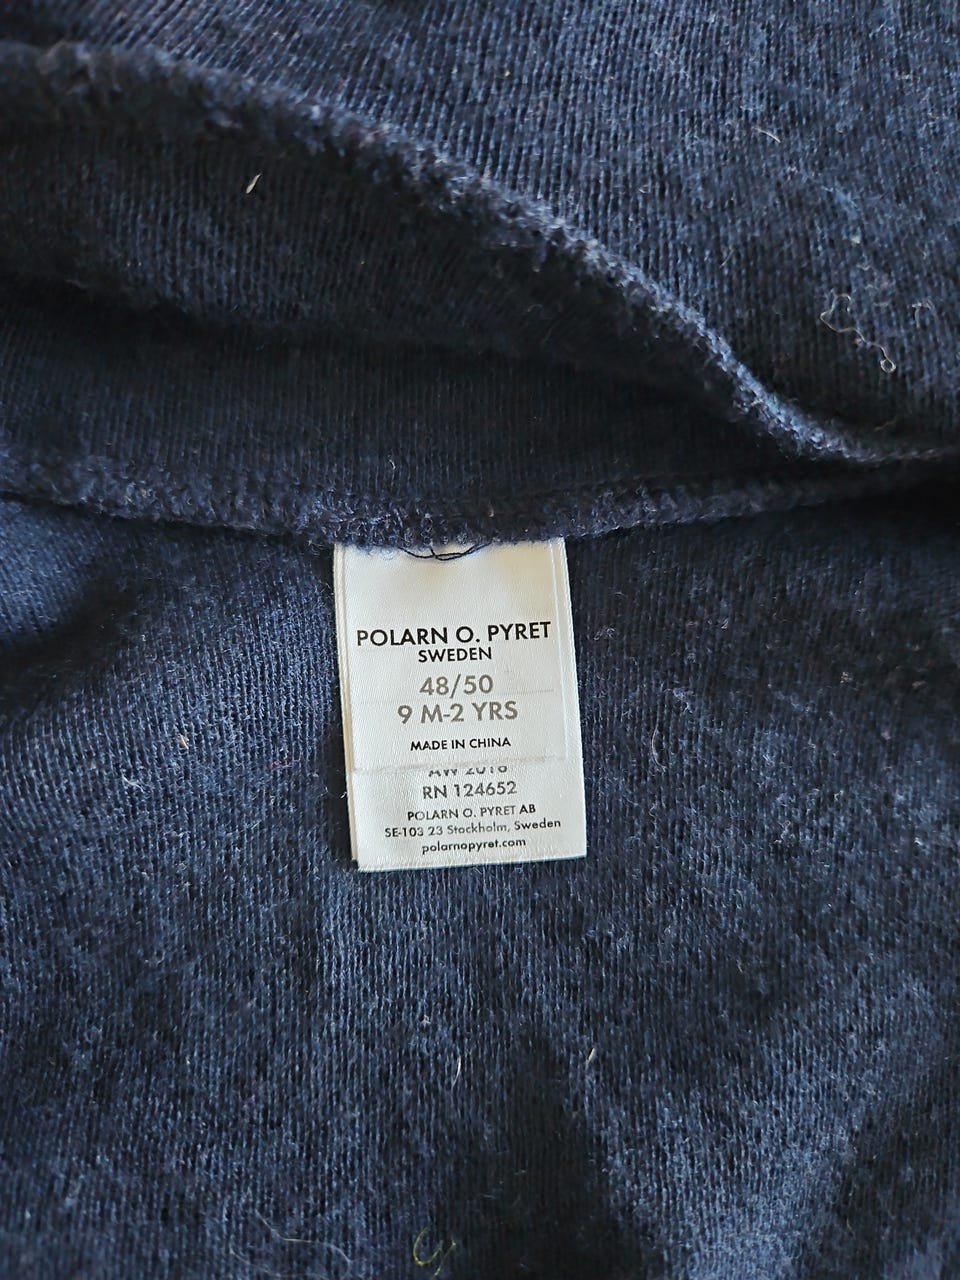 POLARN O. PYRET
SWEDEN
48/50
9 M-2 YRS
MADE IN CHINA
AW
RN 124652
POLARN O. PYRET AB
SE-103 23 Stockholm, Sweden
polarnopyret.com